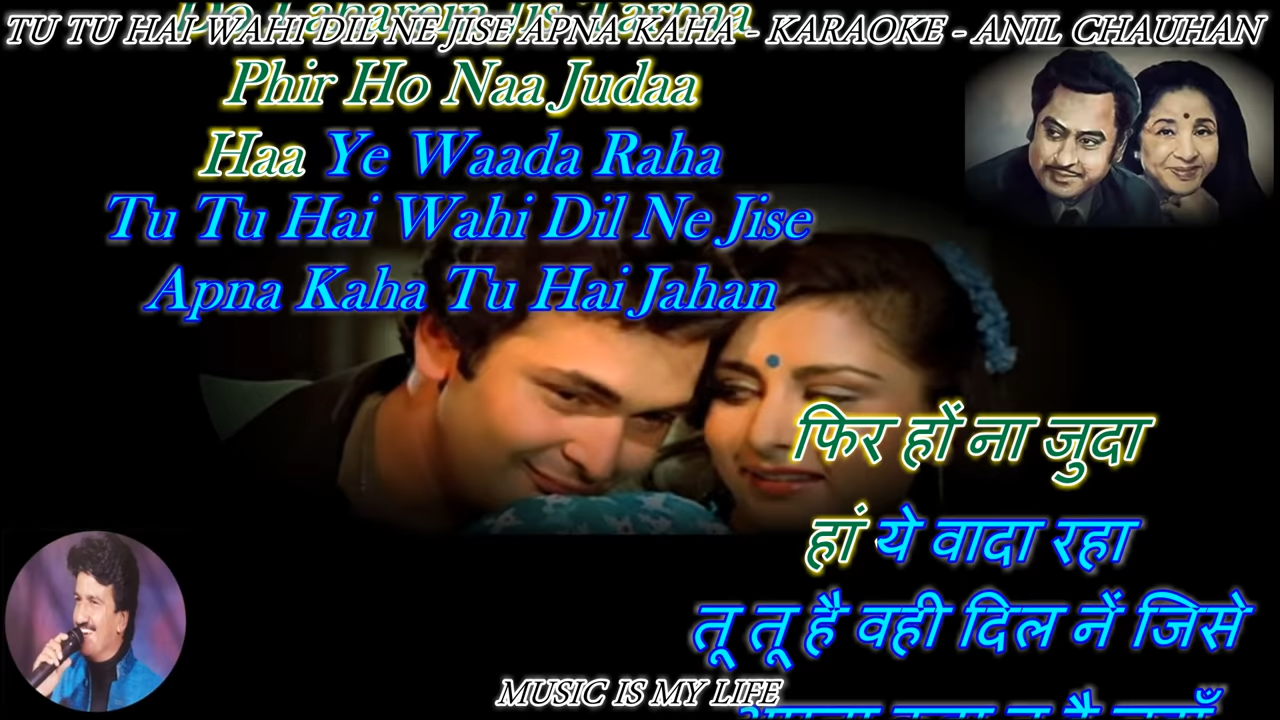 TU TU HAI WAHI DIL NE JISE APNA KAHA - KARAOKE - ANIL CHAUHAN
Phir Ho Naa Judaa
Haa Ye Waada Raha
Tu Tu Hai Wahi Dil Ne Jise
Apna Kaha Tu Hai Jahan
फिर हों ना जुदा
हां ये वादा रहा
तू तू है वही दिल नें जिसे
MUSIC IS MY LIFE